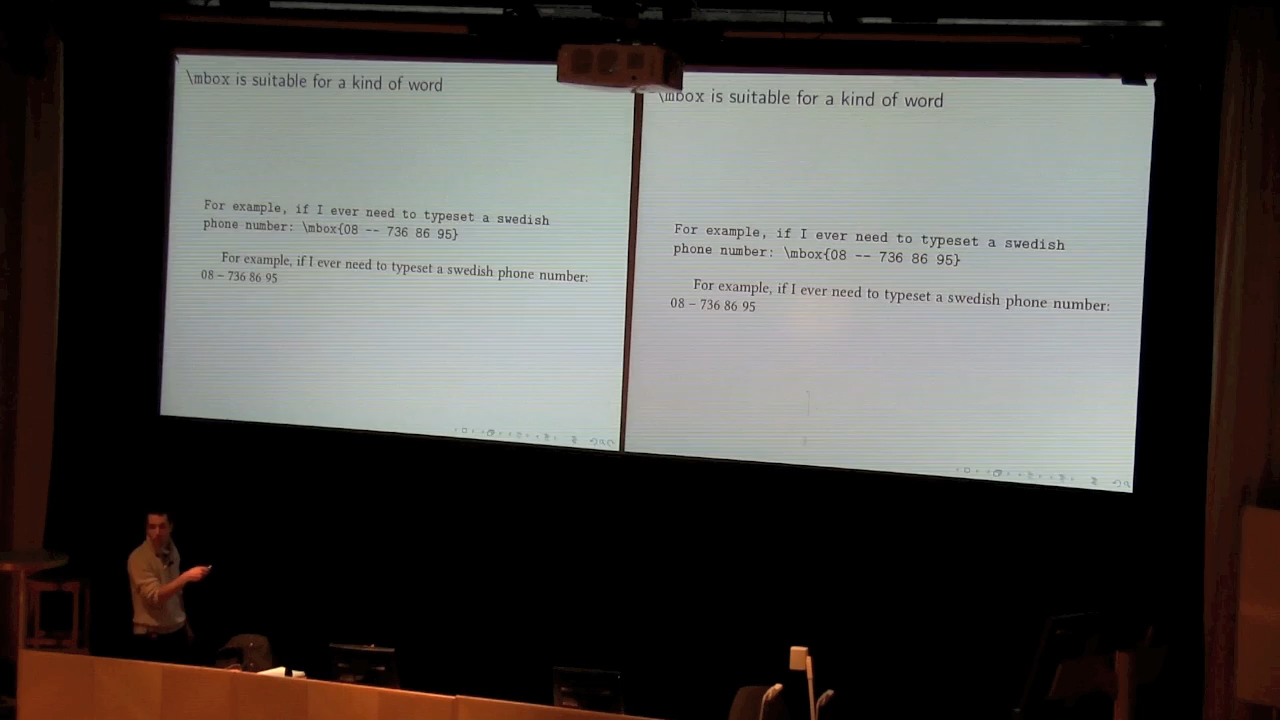 \mbox is suitable for a kind of word
For example, if I ever need to typeset a swedish
phone number: \mbox{08 -- 736 86 95}
For example, if I ever need to typeset a swedish phone number:
08 – 736 86 95
\mbox is suitable for a kind of word
For example, if I ever need to typeset a swedish
phone number: \mbox{08 -- 736 86 95}
For example, if I ever need to typeset a swedish phone number:
08 – 736 86 95